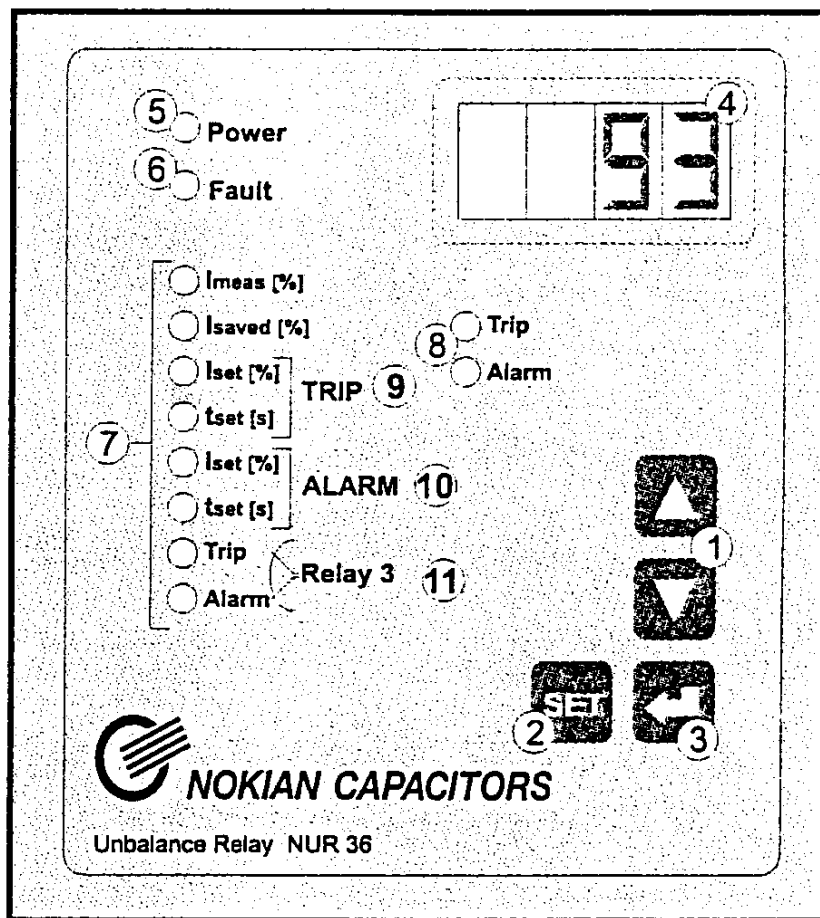 4
5 Power
93
6 Fault
Imeas [%]
Isaved [%]
8 Trip
Iset [%]
Alarm
TRIP 9
tset [s]
7
Iset [%]
ALARM 10
tset [s]
1
Trip
Relay 3 11
Alarm
SET
2
3
NOKIAN CAPACITORS
Unbalance Relay NUR 36